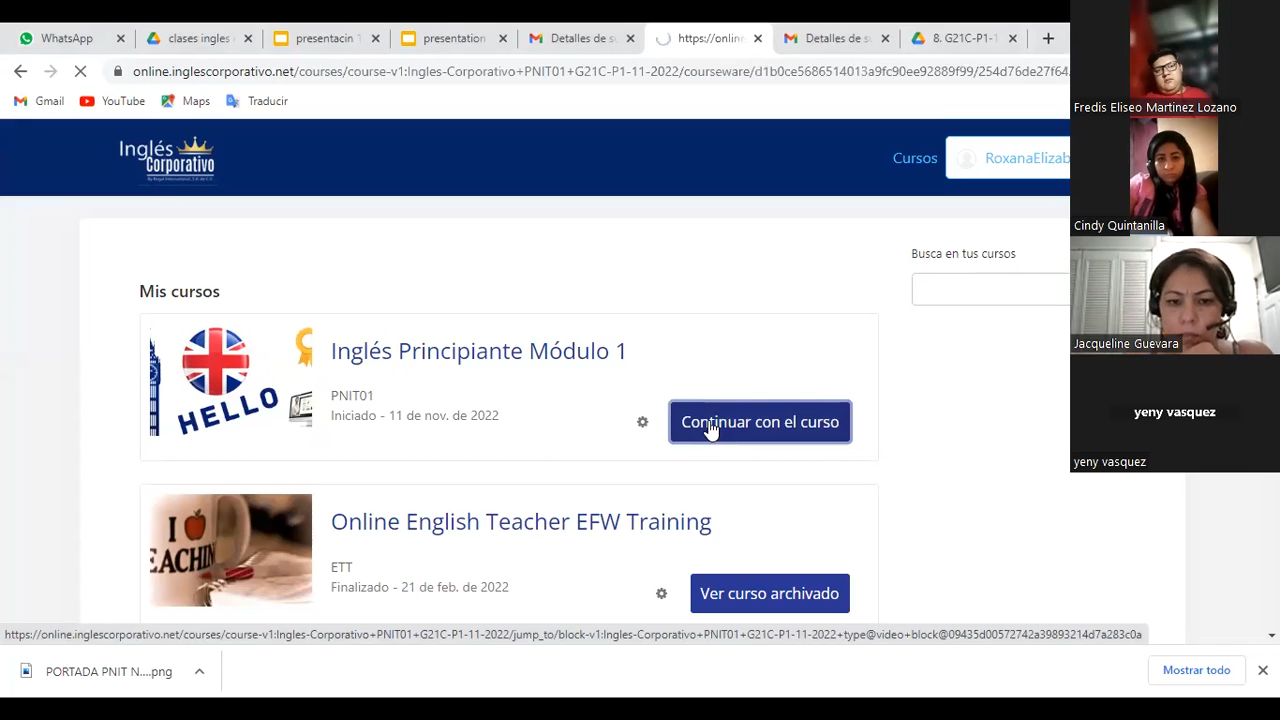 WhatsApp
clases ingles
presentacin
presentation
Detalles de su
https://online
Detalles de su
8. G21C-P1-1
online.inglescorporativo.net/courses/course-v1:Ingles-Corporativo+PNIT01+G21C-P1-11-2022/courseware/d1b0ce5686514013a9fc90ee92889f99/254d76de27f64
Gmail
YouTube
Maps
Traducir
Inglés
Corporativo
Cursos
RoxanaElizab
Busca en tus cursos
Mis cursos
HELLO
Inglés Principiante Módulo 1
PNIT01
Iniciado - 11 de nov. de 2022
Continuar con el curso
I
EACHIN
Online English Teacher EFW Training
ETT
Finalizado - 21 de feb. de 2022
Ver curso archivado
https://online.inglescorporativo.net/courses/course-v1:Ingles-Corporativo+PNIT01+G21C-P1-11-2022/jump_to/block-v1:Ingles-Corporativo+PNIT01+G21C-P1-11-2022+type@video+block@09435d00572742a39893214d7a283c0a
PORTADA PNIT N....png
Mostrar todo
Fredis Eliseo Martinez Lozano
Cindy Quintanilla
Jacqueline Guevara
yeny vasquez
yeny vasquez